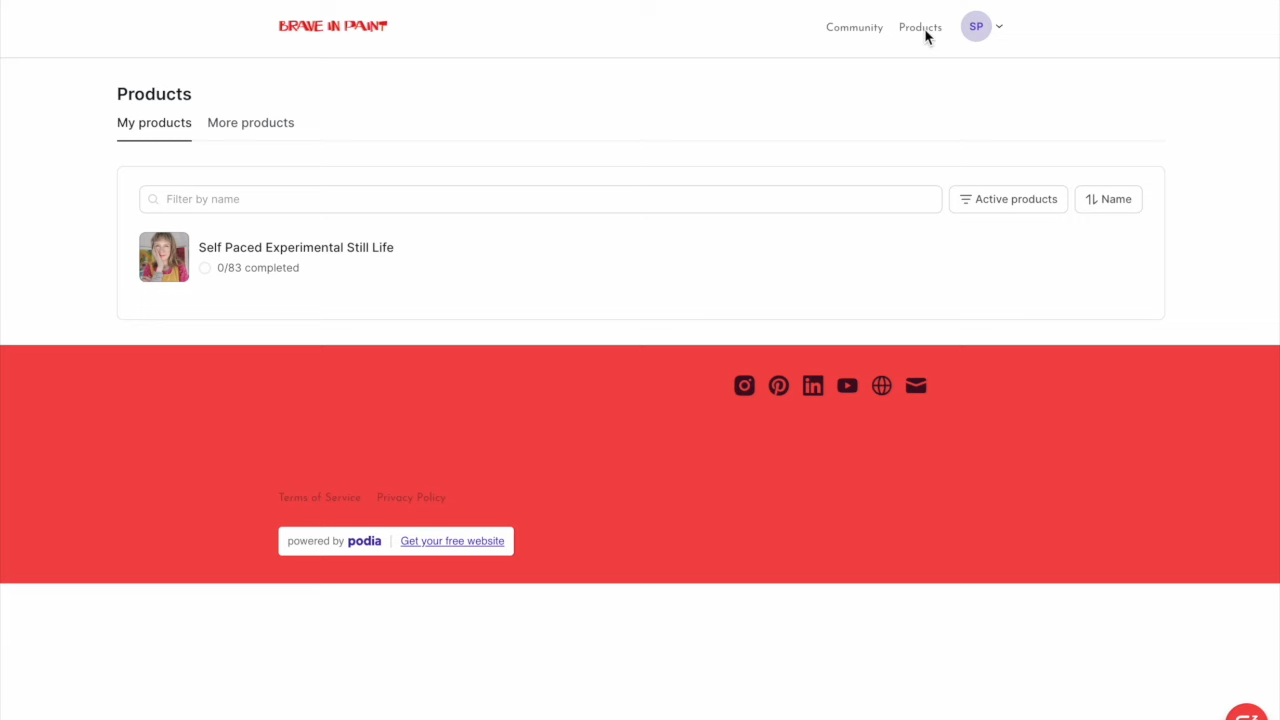 BRAVE IN PAINT
Community Products SP
Products
My products More products
Filter by name Active products Name
Self Paced Experimental Still Life
0/83 completed
Terms of Service Privacy Policy
powered by podia Get your free website